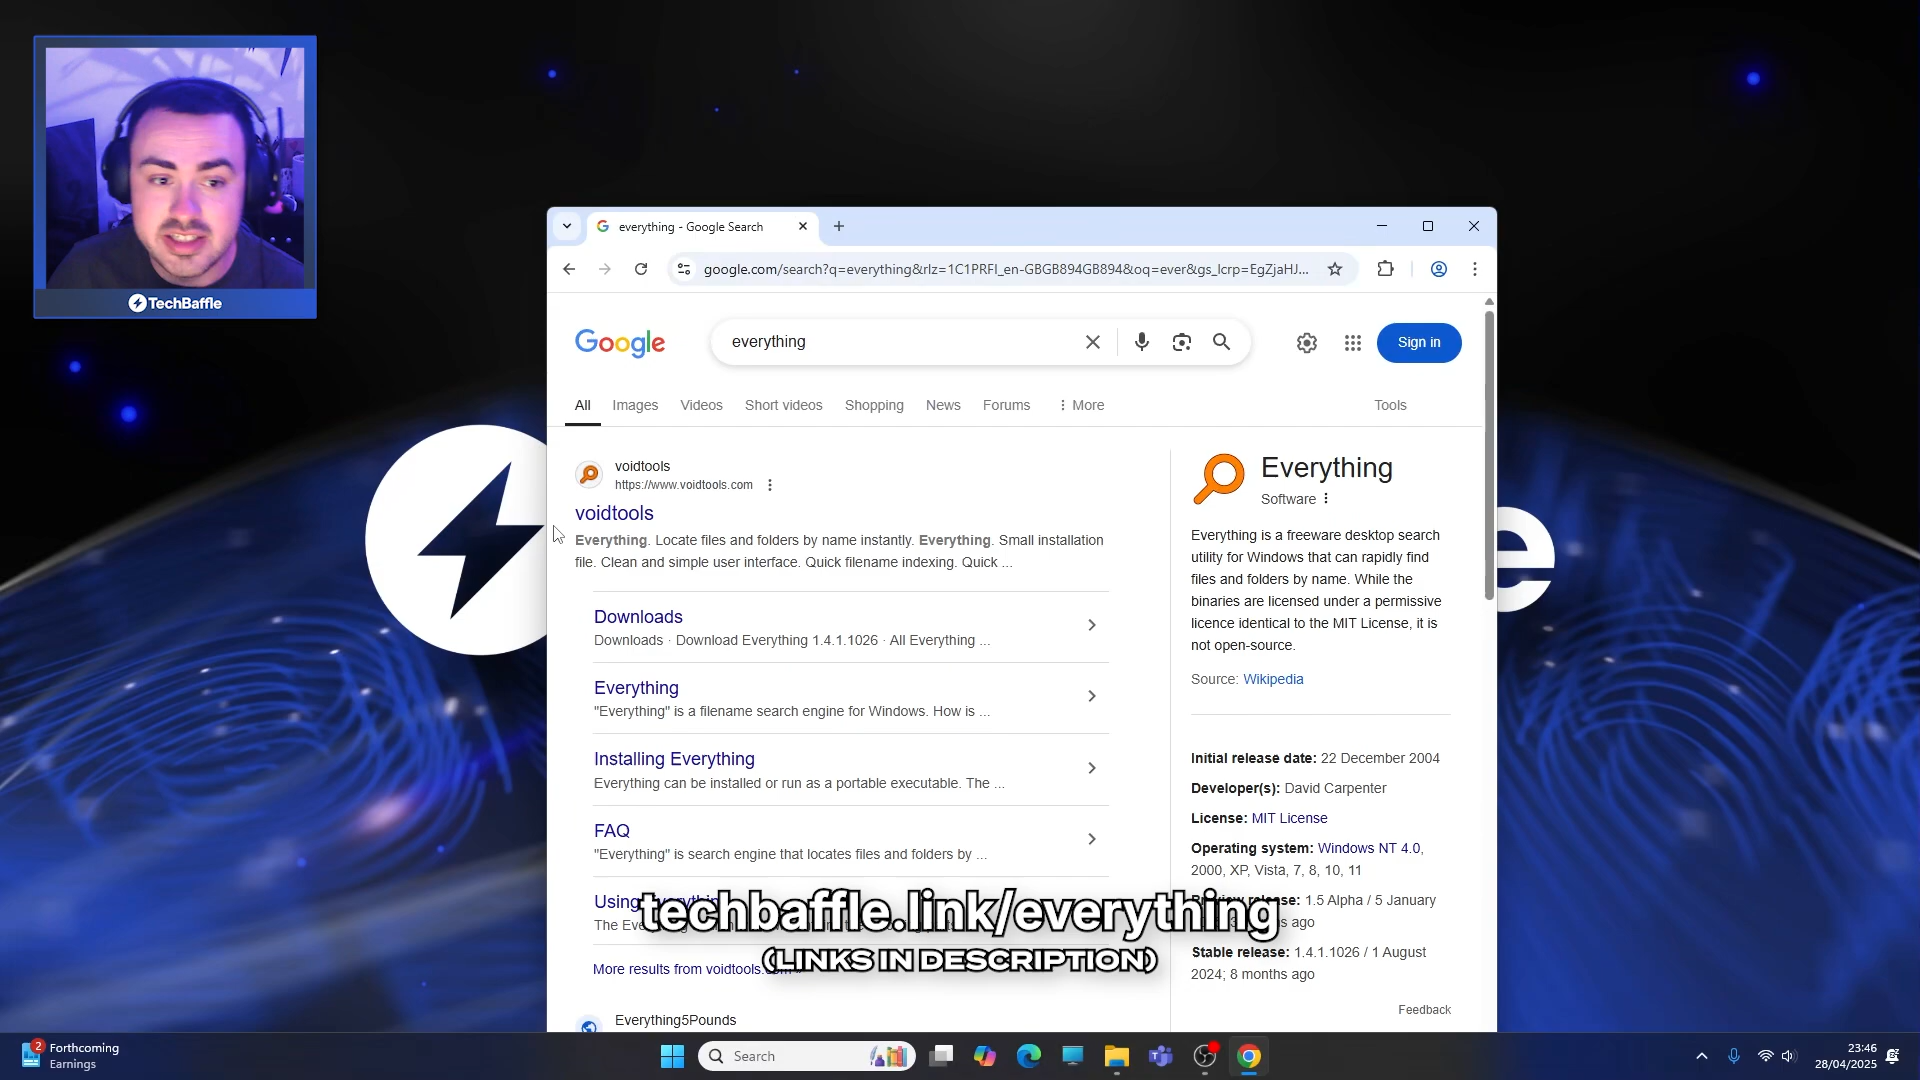 TechBaffle
everything - Google Search
google.com/search?q=everything&rlz=1C1PRFI_en-GBGB894GB894&oq=ever&gs_lcrp=EgZjaHJ...
Google
everything
Sign in
All
Images
Videos
Short videos
Shopping
News
Forums
More
Tools
voidtools
https://www.voidtools.com
voidtools
Everything. Locate files and folders by name instantly. Everything. Small installation
file. Clean and simple user interface. Quick filename indexing. Quick ...
Downloads
Downloads · Download Everything 1.4.1.1026 · All Everything ...
Everything
"Everything" is a filename search engine for Windows. How is ...
Installing Everything
Everything can be installed or run as a portable executable. The ...
FAQ
"Everything" is search engine that locates files and folders by ...
Using
The
More results from voidtools.com »
Everything5Pounds
Everything
Software
Everything is a freeware desktop search
utility for Windows that can rapidly find
files and folders by name. While the
binaries are licensed under a permissive
licence identical to the MIT License, it is
not open-source.
Source: Wikipedia
Initial release date: 22 December 2004
Developer(s): David Carpenter
License: MIT License
Operating system: Windows NT 4.0,
2000, XP, Vista, 7, 8, 10, 11
Preview release: 1.5 Alpha / 5 January
ago
Stable release: 1.4.1.1026 / 1 August
2024; 8 months ago
Feedback
techbaffle.link/everything
(LINKS IN DESCRIPTION)
e
2
Forthcoming
Earnings
Search
23:46
28/04/2025